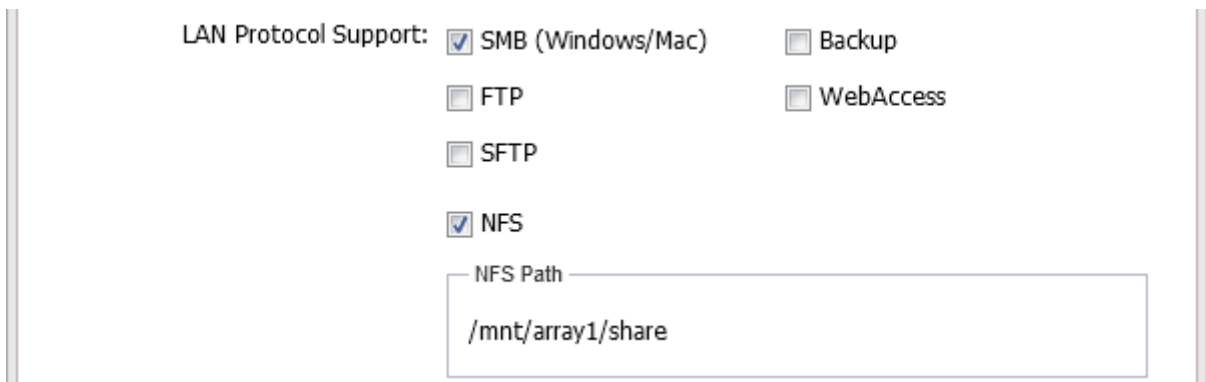 LAN Protocol Support: SMB (Windows/Mac) Backup
FTP WebAccess
SFTP
NFS
NFS Path
/mnt/array1/share